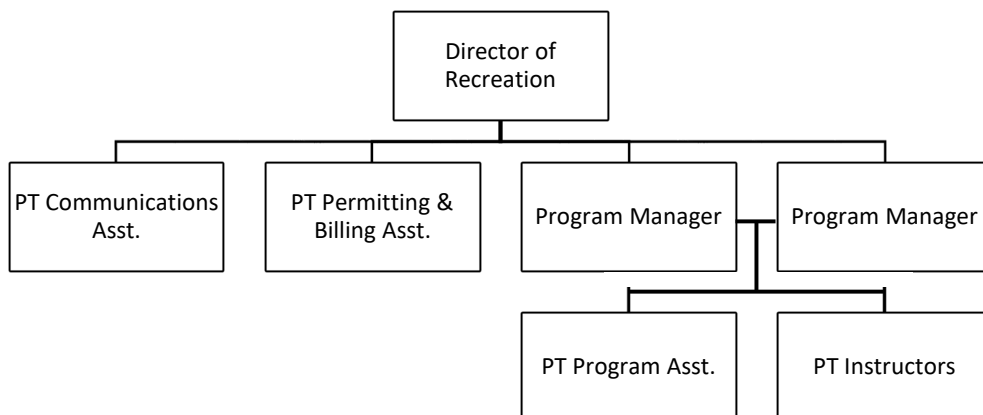 Director of
Recreation
PT Communications
Asst.
PT Permitting &
Billing Asst.
Program Manager
Program Manager
PT Program Asst.
PT Instructors